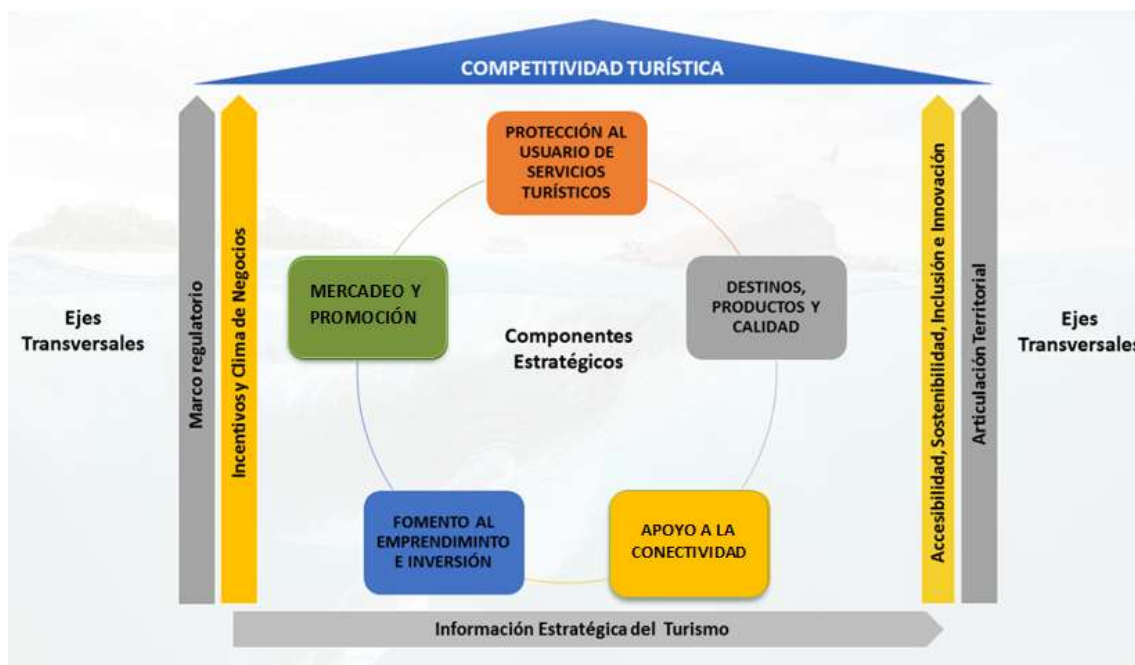 COMPETITIVIDAD TURÍSTICA
Ejes
Transversales
Marco regulatorio
Incentivos y Clima de Negocios
PROTECCIÓN AL
USUARIO DE
SERVICIOS
TURÍSTICOS
MERCADEO Y
PROMOCIÓN
DESTINOS,
PRODUCTOS Y
CALIDAD
Componentes
Estratégicos
FOMENTO AL
EMPRENDIMINTO
E INVERSIÓN
APOYO A LA
CONECTIVIDAD
Accesibilidad, Sostenibilidad, Inclusión e Innovación
Articulación Territorial
Ejes
Transversales
Información Estratégica del Turismo